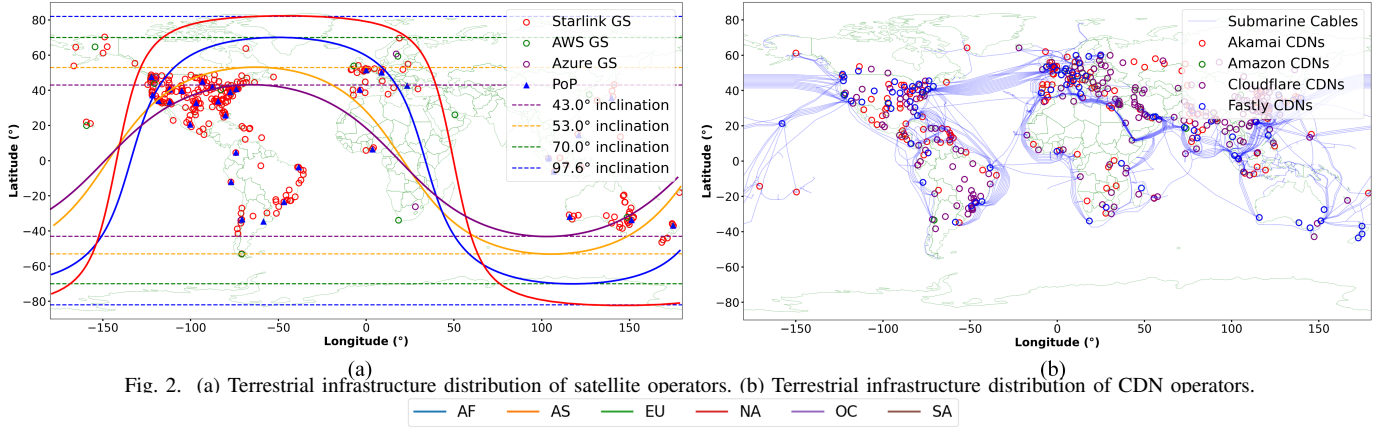 Starlink GS
AWS GS
Azure GS
PoP
43.0° inclination
53.0° inclination
70.0° inclination
97.6° inclination
80
60
40
20
0
−20
−40
−60
−80
Latitude (°)
−150 −100 −50 0 50 100 150
Longitude (°)
(a)
Submarine Cables
Akamai CDNs
Amazon CDNs
Cloudflare CDNs
Fastly CDNs
80
60
40
20
0
−20
−40
−60
−80
Latitude (°)
−150 −100 −50 0 50 100 150
Longitude (°)
(b)
Fig. 2. (a) Terrestrial infrastructure distribution of satellite operators. (b) Terrestrial infrastructure distribution of CDN operators.
AF AS EU NA OC SA